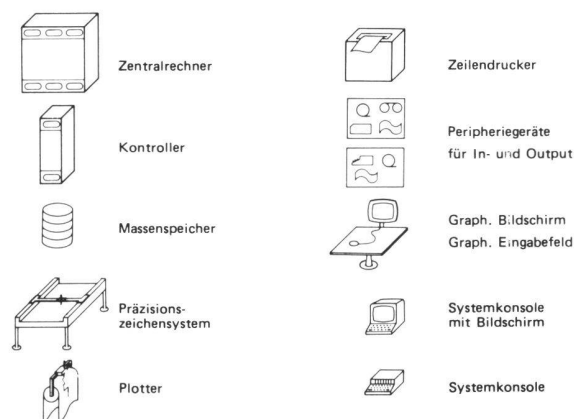 Zentralrechner
Kontroller
Massenspeicher
Präzisions-
zeichensystem
Plotter
Zeilendrucker
Peripheriegeräte
für In- und Output
Graph. Bildschirm
Graph. Eingabefeld
Systemkonsole
mit Bildschirm
Systemkonsole